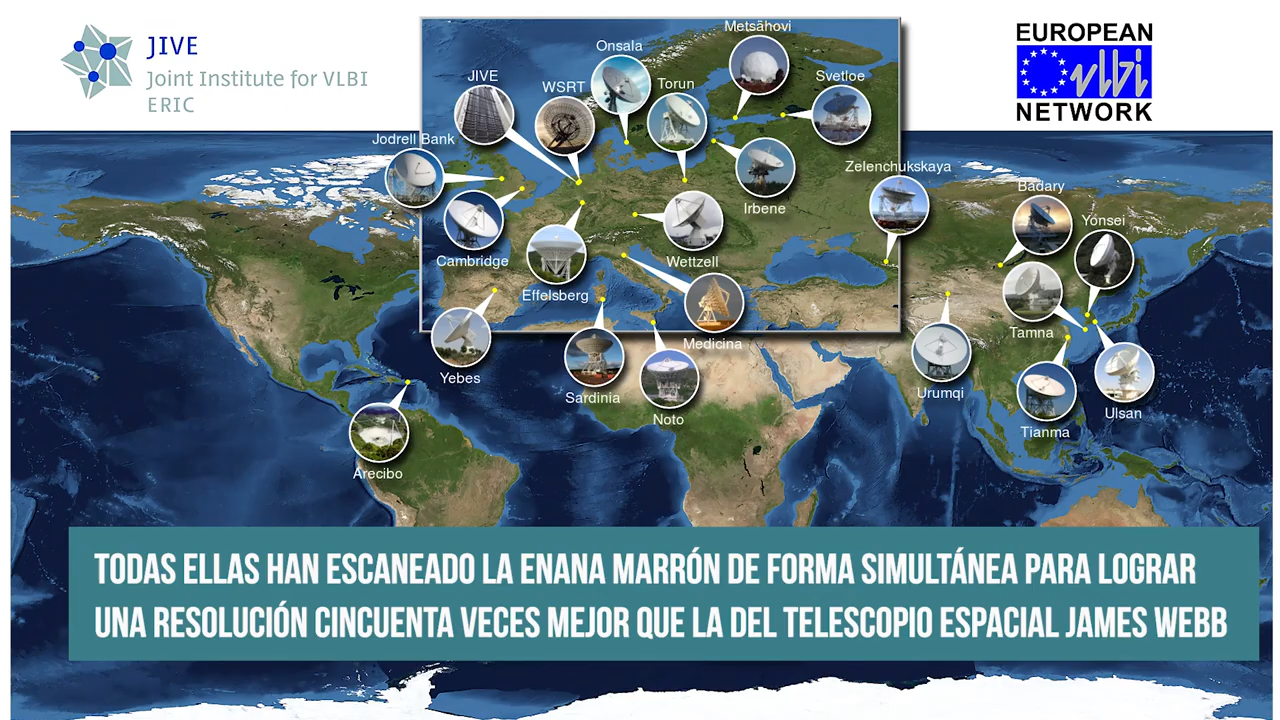 JIVE
Joint Institute for VLBI
ERIC
EUROPEAN
vlbi
NETWORK
Metsähovi
Onsala
JIVE
WSRT
Torun
Svetloe
Jodrell Bank
Zelenchukskaya
Badary
Irbene
Yonsei
Cambridge
Wettzell
Effelsberg
Tamna
Medicina
Yebes
Urumqi
Sardinia
Ulsan
Noto
Tianma
Arecibo
TODAS ELLAS HAN ESCANEADO LA ENANA MARRÓN DE FORMA SIMULTÁNEA PARA LOGRAR
UNA RESOLUCIÓN CINCUENTA VECES MEJOR QUE LA DEL TELESCOPIO ESPACIAL JAMES WEBB